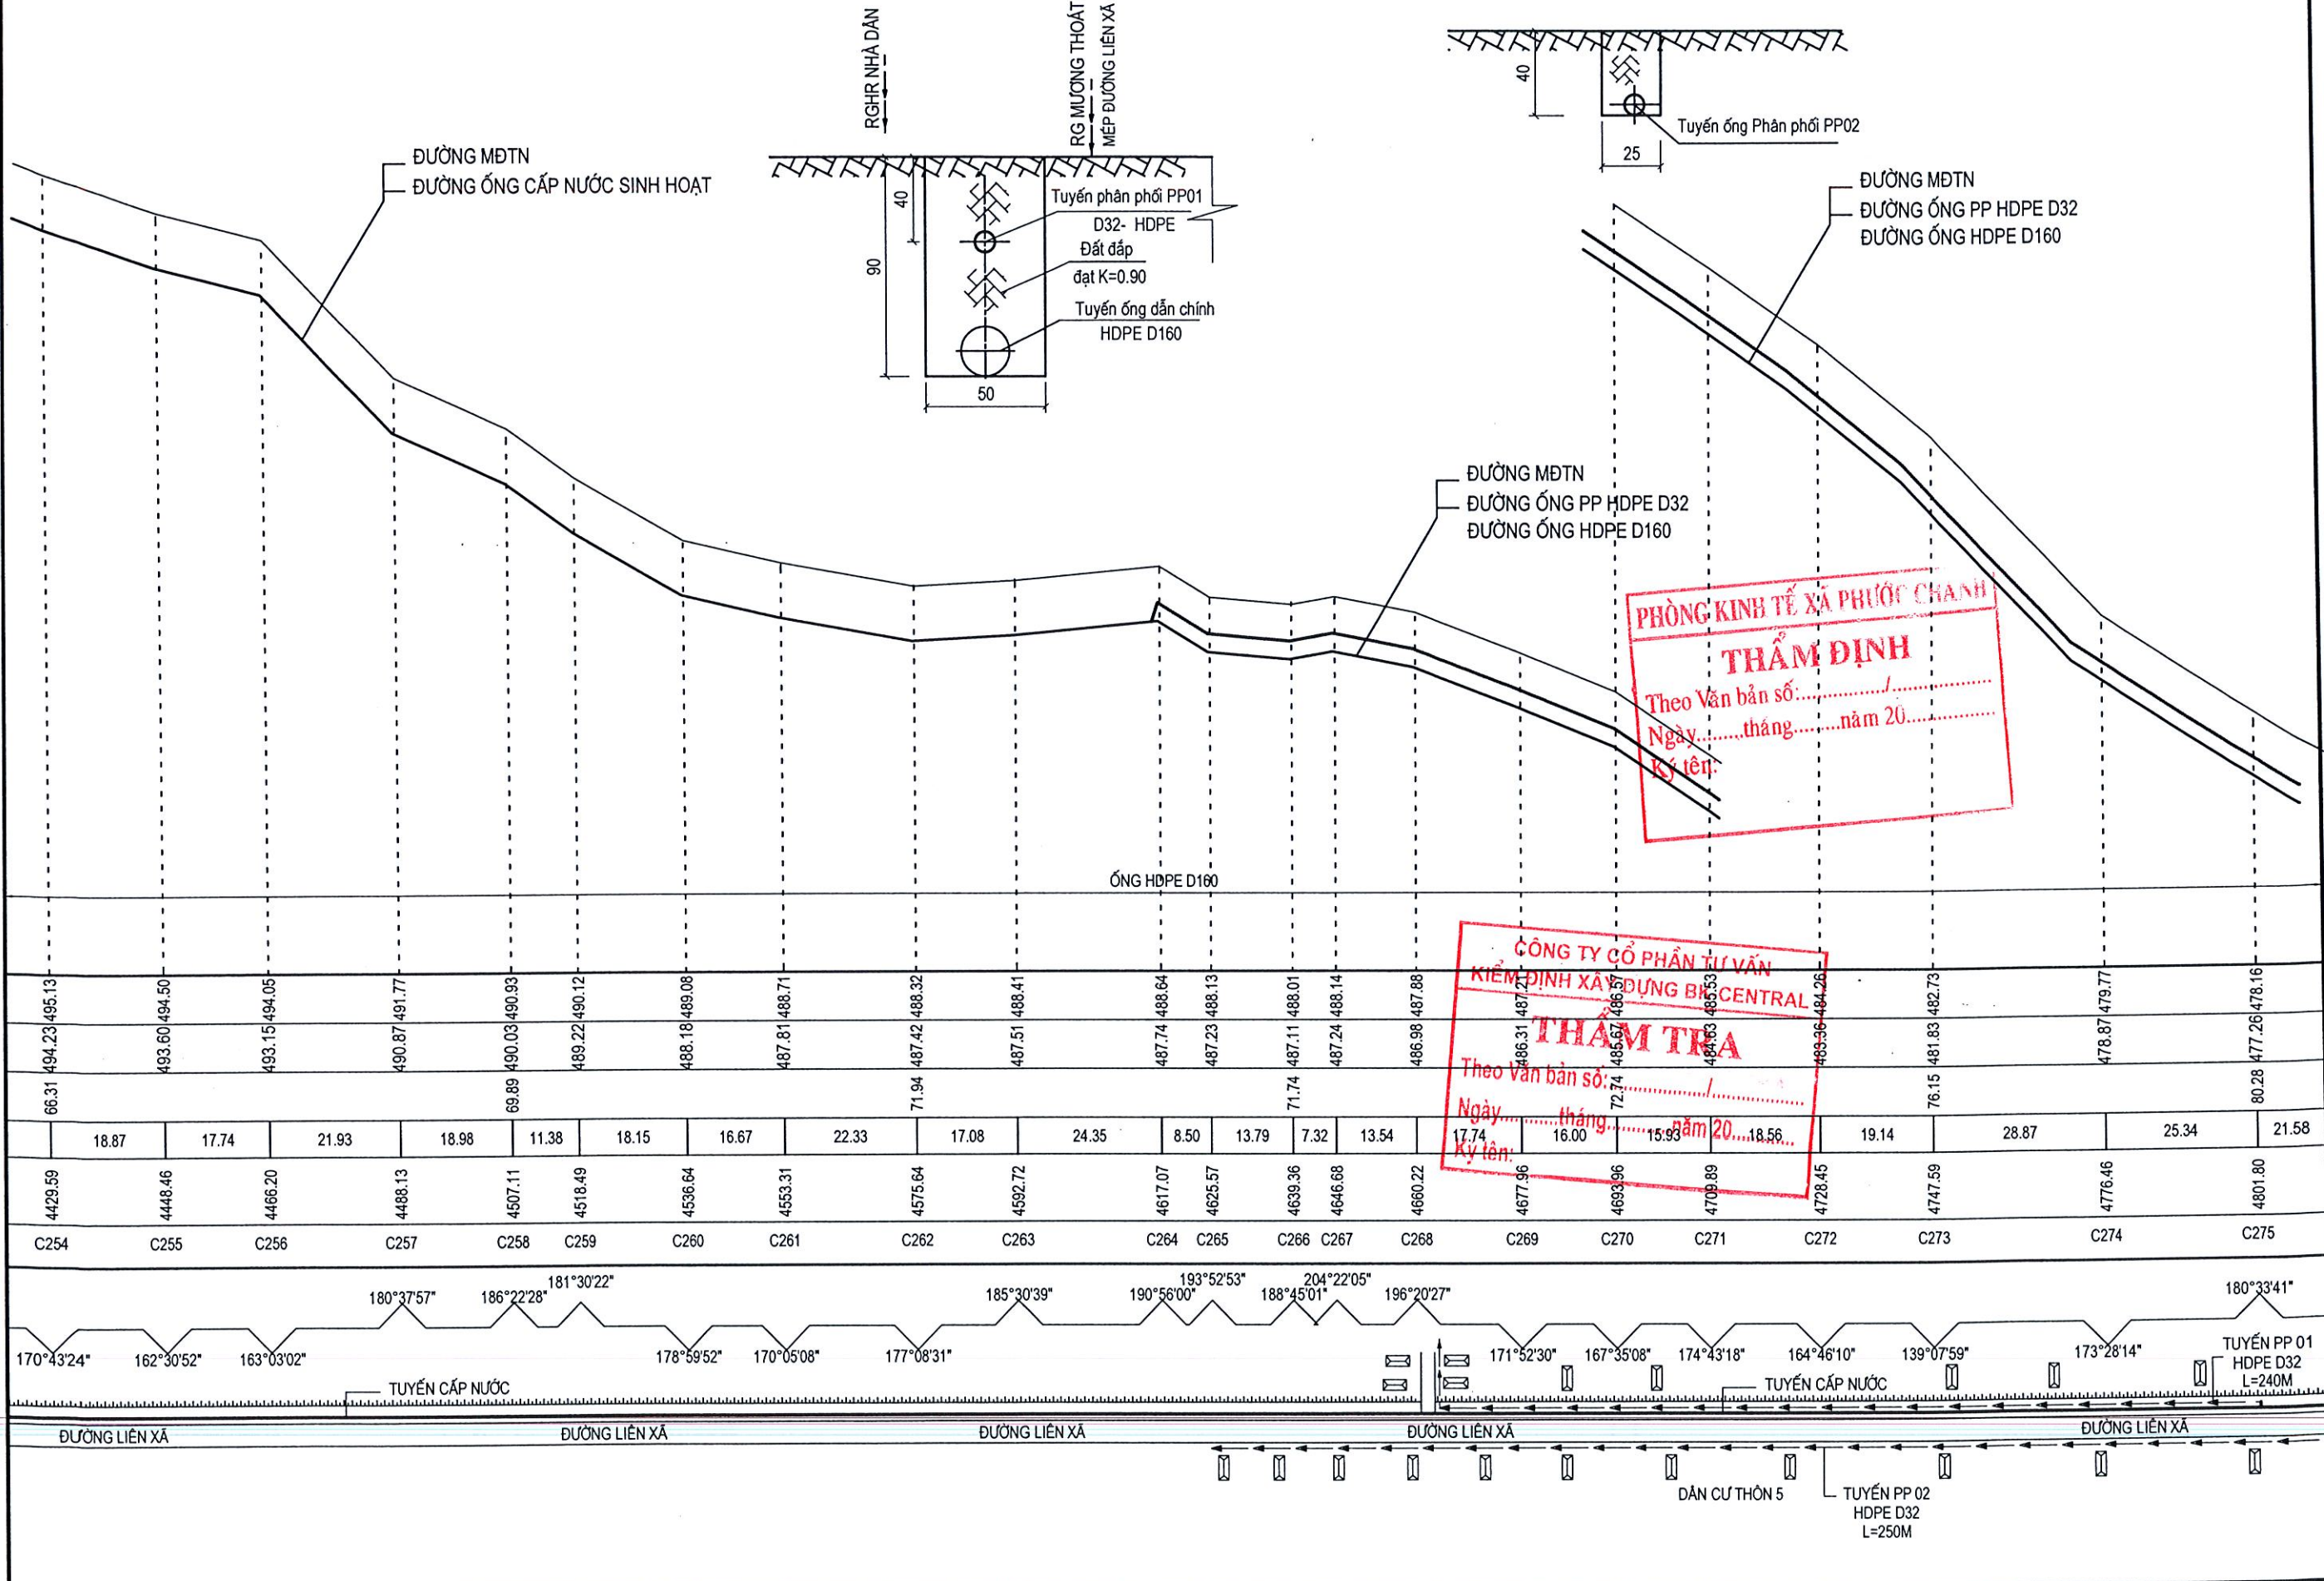 RGHR NHÀ DÂN
RG MƯƠNG THOÁT
MÉP ĐƯỜNG LIÊN XÃ
40
Tuyến ống Phân phối PP02
25
ĐƯỜNG MĐTN
ĐƯỜNG ỐNG CẤP NƯỚC SINH HOẠT
40
90
Tuyến phân phối PP01
D32- HDPE
Đất đắp
đạt K=0.90
Tuyến ống dẫn chính
HDPE D160
50
ĐƯỜNG MĐTN
ĐƯỜNG ỐNG PP HDPE D32
ĐƯỜNG ỐNG HDPE D160
ĐƯỜNG MĐTN
ĐƯỜNG ỐNG PP HDPE D32
ĐƯỜNG ỐNG HDPE D160
PHÒNG KINH TẾ XÃ PHƯỚC CHÁNH
THẨM ĐỊNH
Theo Văn bản số:............../.................
Ngày.........tháng.........năm 20................
Ký tên:
ỐNG HDPE D160
CÔNG TY CỔ PHẦN TƯ VẤN
KIỂM ĐỊNH XÂY DỰNG BK CENTRAL
THẨM TRA
Theo Văn bản số:................/................
Ngày..........tháng...........năm 20...........
Ký tên:
495.13 494.50 494.05 491.77 490.93 490.12 489.08 488.71 488.32 488.41 488.64 488.13 488.01 488.14 487.88 487.21 486.57 485.53 484.26 482.73 479.77 478.16
494.23 493.60 493.15 490.87 490.03 489.22 488.18 487.81 487.42 487.51 487.74 487.23 487.11 487.24 486.98 486.31 485.67 484.63 483.36 481.83 478.87 477.26
66.31 69.89 71.94 71.74 72.74 76.15 80.28
18.87 17.74 21.93 18.98 11.38 18.15 16.67 22.33 17.08 24.35 8.50 13.79 7.32 13.54 17.74 16.00 15.93 18.56 19.14 28.87 25.34 21.58
4429.59 4448.46 4466.20 4488.13 4507.11 4518.49 4536.64 4553.31 4575.64 4592.72 4617.07 4625.57 4639.36 4646.68 4660.22 4677.96 4693.96 4709.89 4728.45 4747.59 4776.46 4801.80
C254 C255 C256 C257 C258 C259 C260 C261 C262 C263 C264 C265 C266 C267 C268 C269 C270 C271 C272 C273 C274 C275
181°30'22" 193°52'53" 204°22'05" 180°33'41"
180°37'57" 186°22'28" 185°30'39" 190°56'00" 188°45'01" 196°20'27"
170°43'24" 162°30'52" 163°03'02" 178°59'52" 170°05'08" 177°08'31" 171°52'30" 167°35'08" 174°43'18" 164°46'10" 139°07'59" 173°28'14"
TUYẾN PP 01
HDPE D32
L=240M
TUYẾN CẤP NƯỚC TUYẾN CẤP NƯỚC
ĐƯỜNG LIÊN XÃ ĐƯỜNG LIÊN XÃ ĐƯỜNG LIÊN XÃ ĐƯỜNG LIÊN XÃ ĐƯỜNG LIÊN XÃ
DÂN CƯ THÔN 5
TUYẾN PP 02
HDPE D32
L=250M